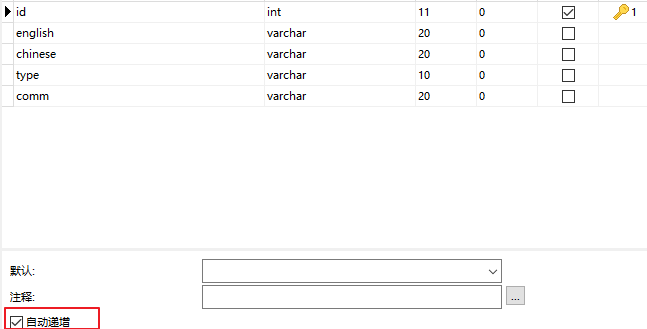 id int 11 0 1
english varchar 20 0
chinese varchar 20 0
type varchar 10 0
comm varchar 20 0
默认:
注释: ...
自动递增